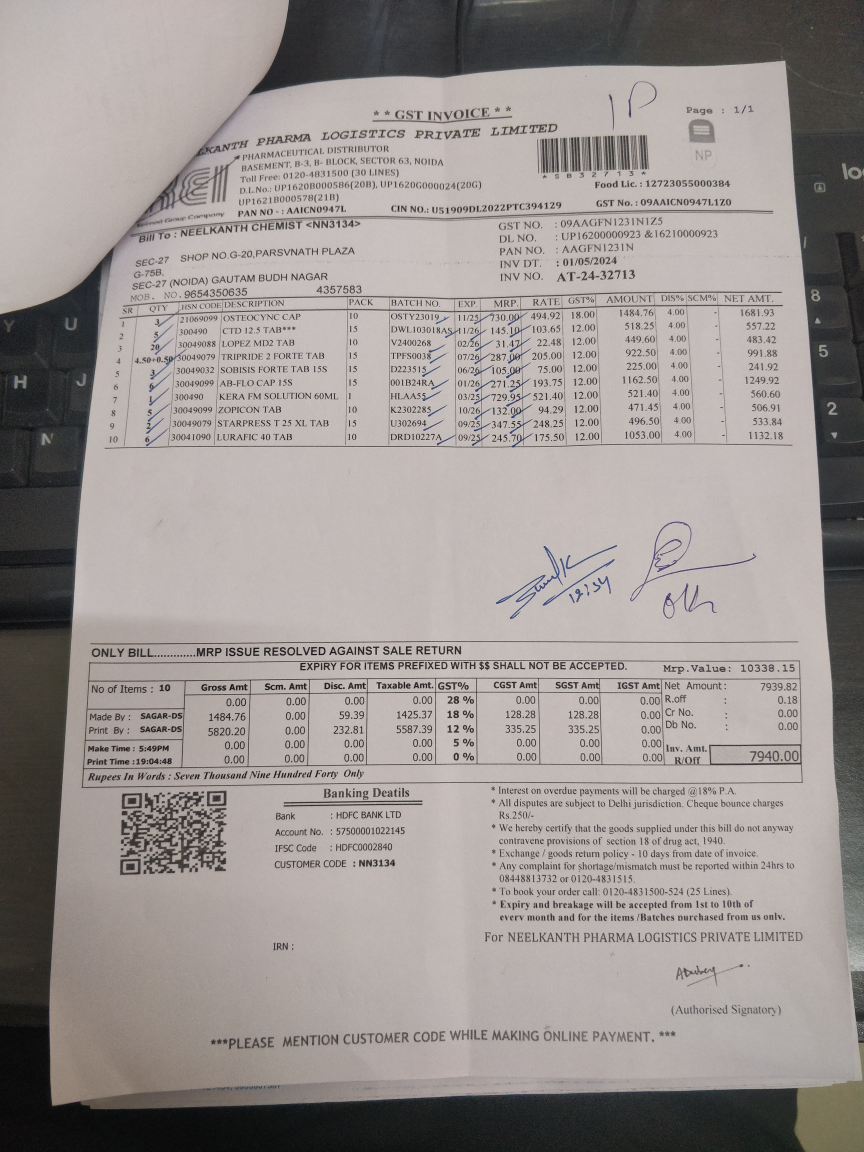 1P
* * GST INVOICE * *
Page : 1/1
LKANTH PHARMA LOGISTICS PRIVATE LIMITED
PHARMACEUTICAL DISTRIBUTOR
BASEMENT, B-3, B- BLOCK, SECTOR 63, NOIDA
Toll Free: 0120-4831500 (30 LINES)
D.L.No.: UP1620B000586(20B), UP1620G000024(20G)
UP1621B000578(21B)
Group Company
PAN NO - : AAICN0947L
CIN NO.: U51909DL2022PTC394129
*S832713*
NP
Food Lic. : 12723055000384
GST No. : 09AAICN0947L1Z0
Bill To : NEELKANTH CHEMIST <NN3134>
SEC-27 SHOP NO.G-20,PARSVNATH PLAZA
G-75B,
SEC-27 (NOIDA) GAUTAM BUDH NAGAR
MOB. NO. 9654350635 4357583
GST NO. : 09AAGFN1231N1Z5
DL NO. : UP16200000923 &16210000923
PAN NO. : AAGFN1231N
INV DT. : 01/05/2024
INV NO. AT-24-32713
SR QTY HSN CODE DESCRIPTION PACK BATCH NO. EXP. MRP. RATE GST% AMOUNT DIS% SCM% NET AMT.
1 3 21069099 OSTEOCYNC CAP 10 OSTY23019 11/25 730.00 494.92 18.00 1484.76 4.00 - 1681.93
2 5 300490 CTD 12.5 TAB*** 15 DWL103018AS 11/26 145.10 103.65 12.00 518.25 4.00 - 557.22
3 20 30049088 LOPEZ MD2 TAB 10 V2400268 02/26 31.47 22.48 12.00 449.60 4.00 - 483.42
4 4.50+0.50 30049079 TRIPRIDE 2 FORTE TAB 15 TPFS0038 07/26 287.00 205.00 12.00 922.50 4.00 - 991.88
5 3 30049032 SOBISIS FORTE TAB 15S 15 D223515 06/26 105.00 75.00 12.00 225.00 4.00 - 241.92
6 6 30049099 AB-FLO CAP 15S 15 001B24RA 01/26 271.25 193.75 12.00 1162.50 4.00 - 1249.92
7 1 300490 KERA FM SOLUTION 60ML 1 HLAA55 03/25 729.95 521.40 12.00 521.40 4.00 - 560.60
8 5 30049099 ZOPICON TAB 10 K2302285 10/26 132.00 94.29 12.00 471.45 4.00 - 506.91
9 2 30049079 STARPRESS T 25 XL TAB 15 U302694 09/25 347.55 248.25 12.00 496.50 4.00 - 533.84
10 6 30041090 LURAFIC 40 TAB 10 DRD10227A 09/25 245.70 175.50 12.00 1053.00 4.00 - 1132.18
ONLY BILL.............MRP ISSUE RESOLVED AGAINST SALE RETURN
EXPIRY FOR ITEMS PREFIXED WITH $$ SHALL NOT BE ACCEPTED.
Mrp.Value: 10338.15
No of Items : 10
Gross Amt Scm. Amt Disc. Amt Taxable Amt. GST% CGST Amt SGST Amt IGST Amt
0.00 0.00 0.00 0.00 28 % 0.00 0.00 0.00
1484.76 0.00 59.39 1425.37 18 % 128.28 128.28 0.00
5820.20 0.00 232.81 5587.39 12 % 335.25 335.25 0.00
0.00 0.00 0.00 0.00 5 % 0.00 0.00 0.00
0.00 0.00 0.00 0.00 0 % 0.00 0.00 0.00
Made By : SAGAR-DS
Print By : SAGAR-DS
Make Time : 5:49PM
Print Time :19:04:48
Net Amount: 7939.82
R.off : 0.18
Cr No. : 0.00
Db No. : 0.00
Inv. Amt.
R/Off 7940.00
Rupees In Words : Seven Thousand Nine Hundred Forty Only
Banking Deatils
Bank : HDFC BANK LTD
Account No. : 57500001022145
IFSC Code : HDFC0002840
CUSTOMER CODE : NN3134
IRN :
* Interest on overdue payments will be charged @18% P.A.
* All disputes are subject to Delhi jurisdiction. Cheque bounce charges
Rs.250/-
* We hereby certify that the goods supplied under this bill do not anyway
contravene provisions of section 18 of drug act, 1940.
* Exchange / goods return policy - 10 days from date of invoice.
* Any complaint for shortage/mismatch must be reported within 24hrs to
08448813732 or 0120-4831515.
* To book your order call: 0120-4831500-524 (25 Lines).
* Expiry and breakage will be accepted from 1st to 10th of
every month and for the items /Batches purchased from us only.
For NEELKANTH PHARMA LOGISTICS PRIVATE LIMITED
(Authorised Signatory)
***PLEASE MENTION CUSTOMER CODE WHILE MAKING ONLINE PAYMENT. ***
Y
U
H
J
N
8
5
2